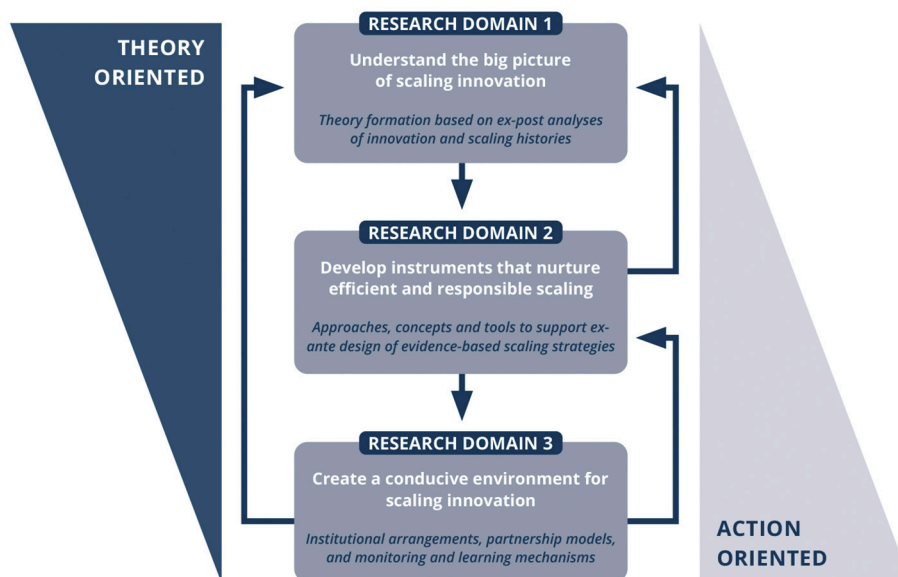 THEORY
ORIENTED
RESEARCH DOMAIN 1
Understand the big picture
of scaling innovation
Theory formation based on ex-post analyses
of innovation and scaling histories
RESEARCH DOMAIN 2
Develop instruments that nurture
efficient and responsible scaling
Approaches, concepts and tools to support ex-
ante design of evidence-based scaling strategies
RESEARCH DOMAIN 3
Create a conducive environment for
scaling innovation
Institutional arrangements, partnership models,
and monitoring and learning mechanisms
ACTION
ORIENTED